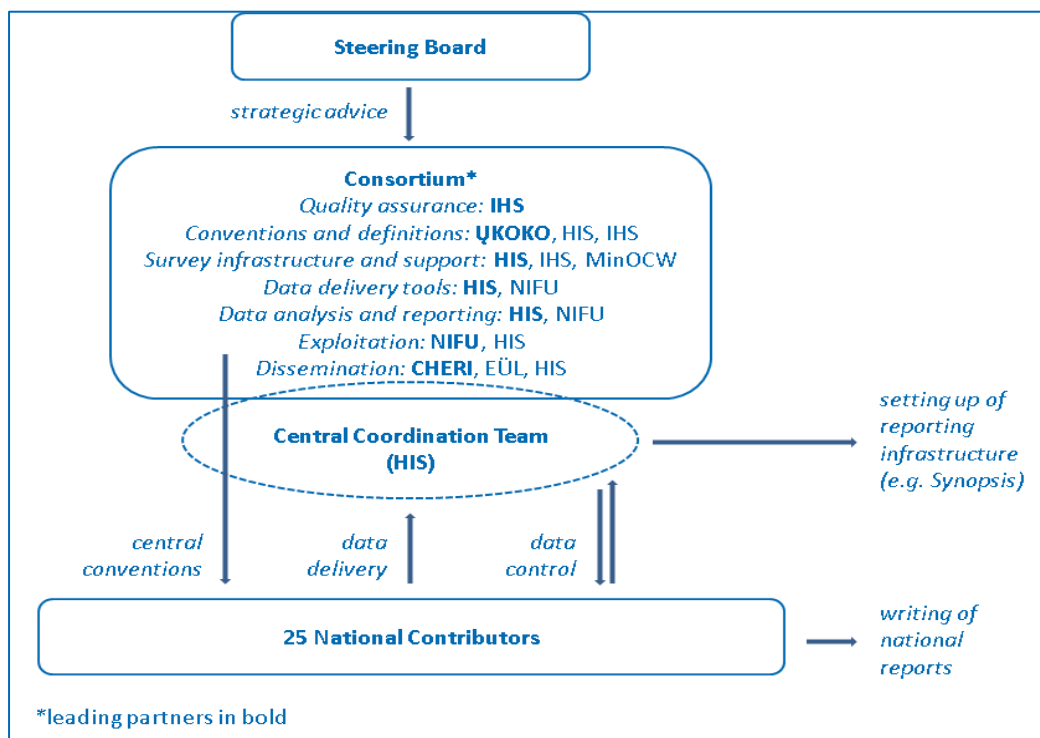 Steering Board
strategic advice
Consortium*
Quality assurance: IHS
Conventions and definitions: ŲKOKO, HIS, IHS
Survey infrastructure and support: HIS, IHS, MinOCW
Data delivery tools: HIS, NIFU
Data analysis and reporting: HIS, NIFU
Exploitation: NIFU, HIS
Dissemination: CHERI, EÜL, HIS
Central Coordination Team
(HIS)
setting up of
reporting
infrastructure
(e.g. Synopsis)
central
conventions
data
delivery
data
control
25 National Contributors
writing of
national
reports
*leading partners in bold